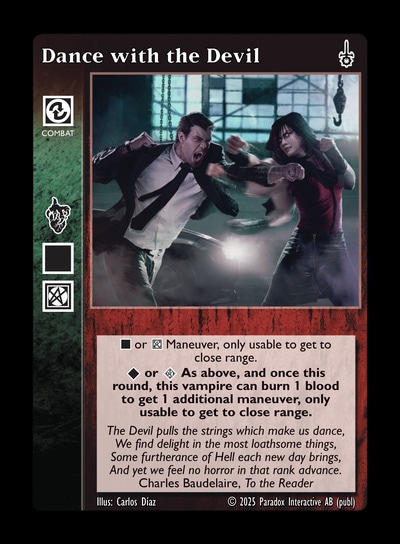 Dance with the Devil
COMBAT
or Maneuver, only usable to get to
close range.
or As above, and once this
round, this vampire can burn 1 blood
to get 1 additional maneuver, only
usable to get to close range.
The Devil pulls the strings which make us dance,
We find delight in the most loathsome things,
Some furtherance of Hell each new day brings,
And yet we feel no horror in that rank advance.
Charles Baudelaire, To the Reader
Illus: Carlos Díaz © 2025 Paradox Interactive AB (publ)